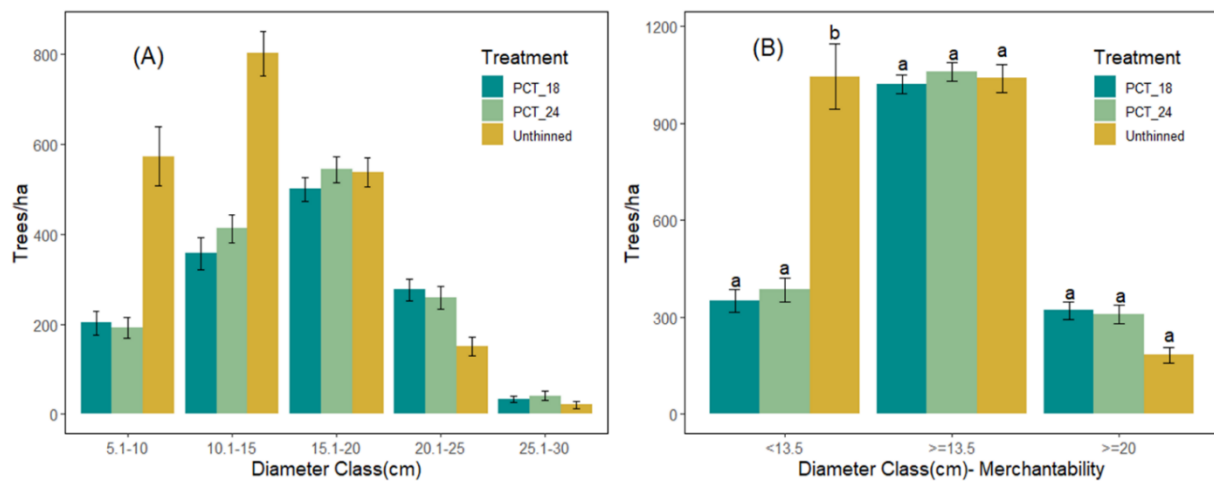 (A)
Treatment
PCT_18
PCT_24
Unthinned
Trees/ha
800
600
400
200
0
5.1-10
10.1-15
15.1-20
20.1-25
25.1-30
Diameter Class(cm)
(B)
Treatment
PCT_18
PCT_24
Unthinned
Trees/ha
1200
900
600
300
0
a
a
b
a
a
a
a
a
a
<13.5
>=13.5
>=20
Diameter Class(cm)- Merchantability